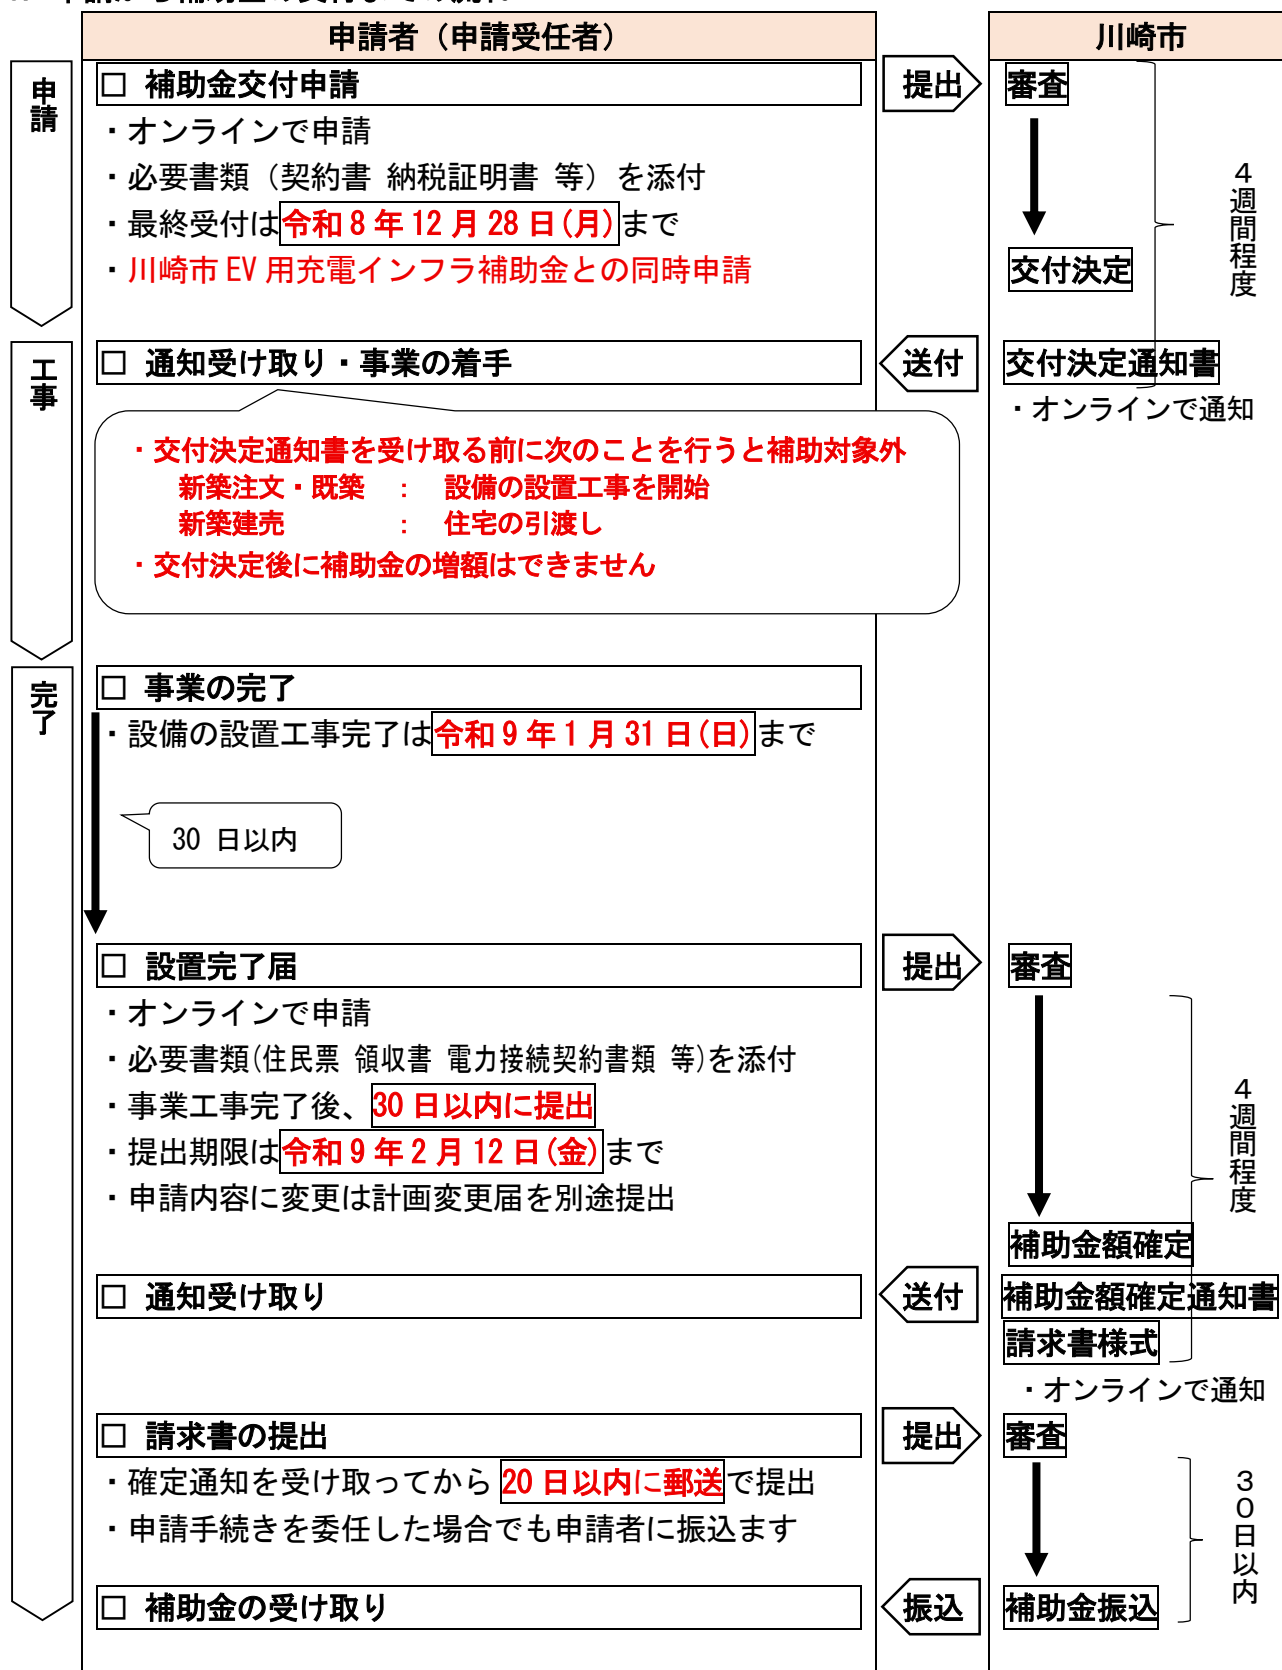 申請者（申請受任者）
川崎市
申請
□ 補助金交付申請
提出
審査
・オンラインで申請
・必要書類（契約書 納税証明書 等）を添付
・最終受付は令和8年12月28日(月)まで
・川崎市EV用充電インフラ補助金との同時申請
交付決定
４週間程度
工事
□ 通知受け取り・事業の着手
送付
交付決定通知書
・オンラインで通知
・交付決定通知書を受け取る前に次のことを行うと補助対象外
新築注文・既築 ： 設備の設置工事を開始
新築建売 ： 住宅の引渡し
・交付決定後に補助金の増額はできません
完了
□ 事業の完了
・設備の設置工事完了は令和9年1月31日(日)まで
30 日以内
□ 設置完了届
提出
審査
・オンラインで申請
・必要書類(住民票 領収書 電力接続契約書類 等)を添付
・事業工事完了後、30日以内に提出
・提出期限は令和9年2月12日(金)まで
・申請内容に変更は計画変更届を別途提出
４週間程度
補助金額確定
□ 通知受け取り
送付
補助金額確定通知書
請求書様式
・オンラインで通知
□ 請求書の提出
提出
審査
・確定通知を受け取ってから20日以内に郵送で提出
・申請手続きを委任した場合でも申請者に振込ます
３０日以内
□ 補助金の受け取り
振込
補助金振込